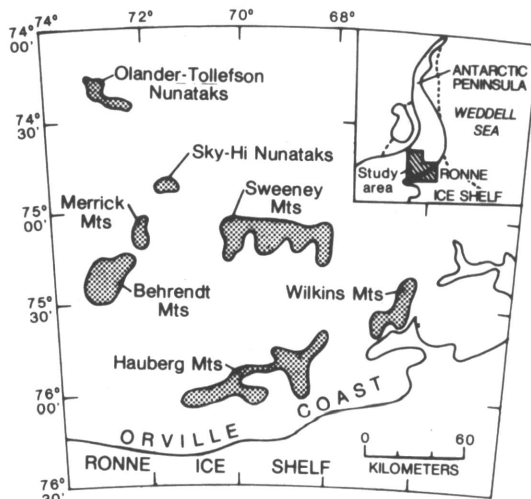 72° 70° 68°
74°
00'
Olander-Tollefson
Nunataks
74°
30'
Sky-Hi Nunataks
Merrick
Mts
Sweeney
Mts
75°
00'
Behrendt
Mts
Wilkins Mts
75°
30'
Hauberg Mts
76°
00'
ORVILLE COAST
RONNE ICE SHELF
76°
30'
0 60
KILOMETERS
ANTARCTIC
PENINSULA
WEDDELL
SEA
Study
area
RONNE
ICE SHELF